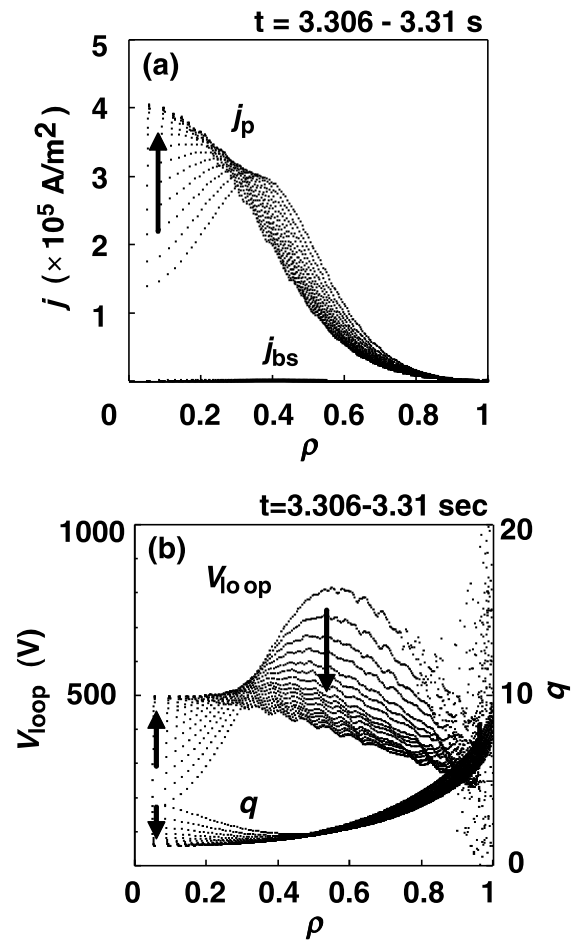 t = 3.306 - 3.31 s
5
(a)
4
jp
3
j (×10⁵ A/m²)
2
1
jbs
0 0.2 0.4 0.6 0.8 1
ρ
t=3.306-3.31 sec
1000 20
(b)
Vloop
Vloop (V)
500 10
q
q
0
0 0.2 0.4 0.6 0.8 1
ρ